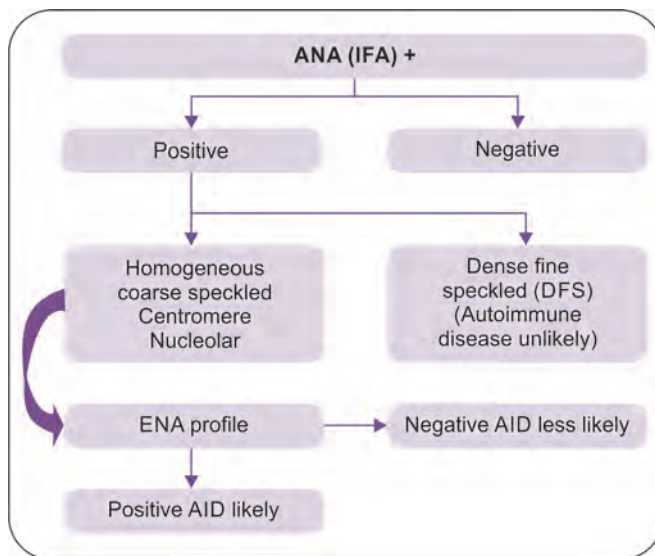 ANA (IFA) +
Positive
Negative
Homogeneous
coarse speckled
Centromere
Nucleolar
Dense fine
speckled (DFS)
(Autoimmune
disease unlikely)
ENA profile
Negative AID less likely
Positive AID likely